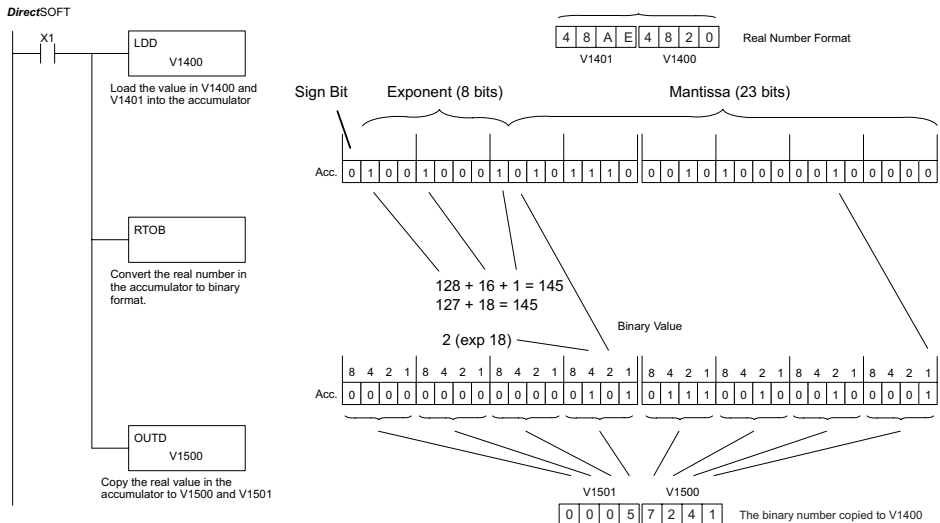 DirectSOFT
X1
LDD
V1400
Load the value in V1400 and
V1401 into the accumulator
4 8 A E 4 8 2 0 Real Number Format
V1401 V1400
Sign Bit Exponent (8 bits) Mantissa (23 bits)
Acc. 0 1 0 0 1 0 0 0 1 0 1 0 1 1 1 0 0 0 1 0 1 0 0 0 0 0 1 0 0 0 0 0
RTOB
Convert the real number in
the accumulator to binary
format.
128 + 16 + 1 = 145
127 + 18 = 145
2 (exp 18)
Binary Value
8 4 2 1 8 4 2 1 8 4 2 1 8 4 2 1 8 4 2 1 8 4 2 1 8 4 2 1 8 4 2 1
Acc. 0 0 0 0 0 0 0 0 0 0 0 0 0 1 0 1 0 1 1 1 0 0 1 0 0 0 1 0 0 0 0 1
OUTD
V1500
Copy the real value in the
accumulator to V1500 and V1501
V1501 V1500
0 0 0 5 7 2 4 1 The binary number copied to V1400